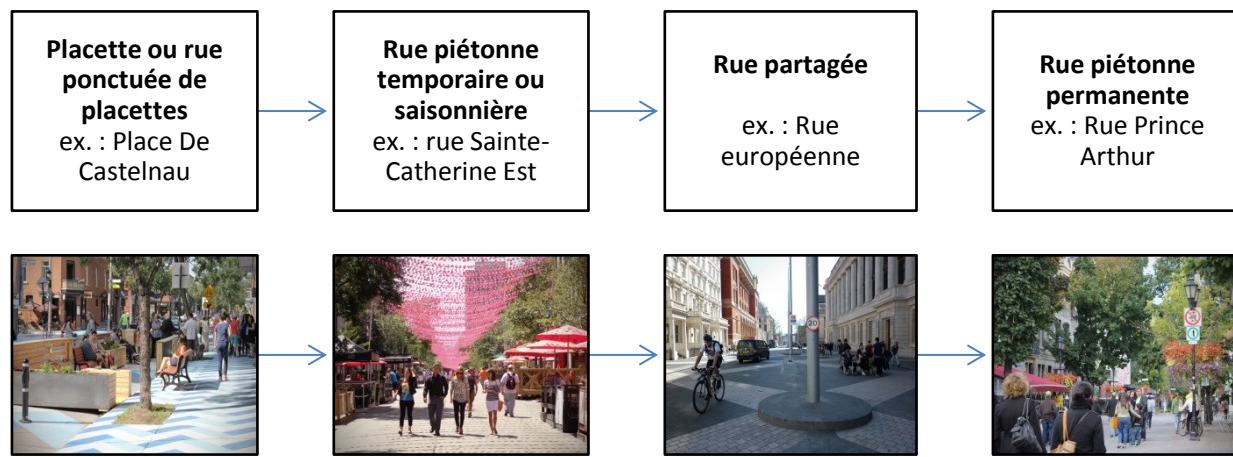 Placette ou rue
ponctuée de
placettes
ex. : Place De
Castelnau
Rue piétonne
temporaire ou
saisonnière
ex. : rue Sainte-
Catherine Est
Rue partagée
ex. : Rue
européenne
Rue piétonne
permanente
ex. : Rue Prince
Arthur
20